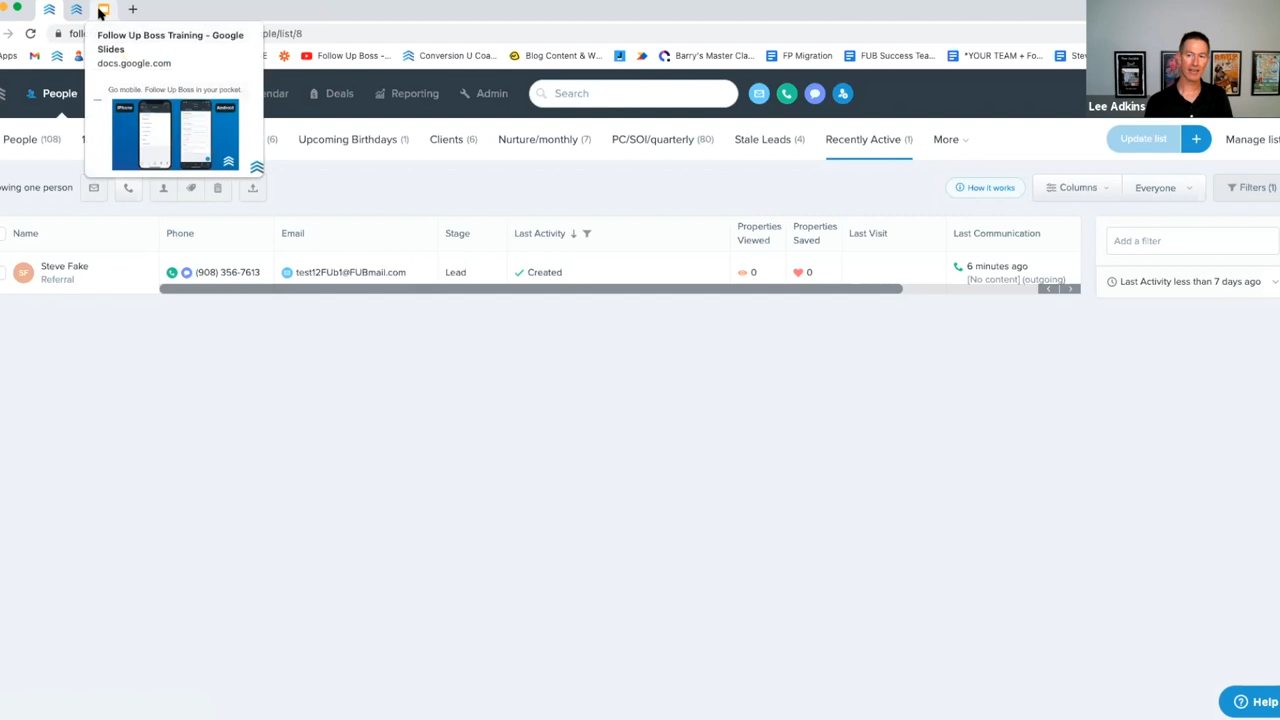 Follow Up Boss Training - Google
Slides
docs.google.com
Go mobile. Follow Up Boss in your pocket.
iPhone
Android
ple/list/8
Apps
Follow Up Boss -...
Conversion U Coa...
Blog Content & W...
Barry's Master Cla...
FP Migration
FUB Success Tea...
*YOUR TEAM + Fo...
Stev
People
endar
Deals
Reporting
Admin
Search
Lee Adkins
People (108)
(6)
Upcoming Birthdays (1)
Clients (6)
Nurture/monthly (7)
PC/SOI/quarterly (80)
Stale Leads (4)
Recently Active (1)
More
Update list
+
Manage list
owing one person
How it works
Columns
Everyone
Filters (1)
Name
Phone
Email
Stage
Last Activity
Properties
Viewed
Properties
Saved
Last Visit
Last Communication
Add a filter
SF
Steve Fake
Referral
(908) 356-7613
test12FUb1@FUBmail.com
Lead
Created
0
0
6 minutes ago
[No content] (outgoing)
Last Activity less than 7 days ago
Help